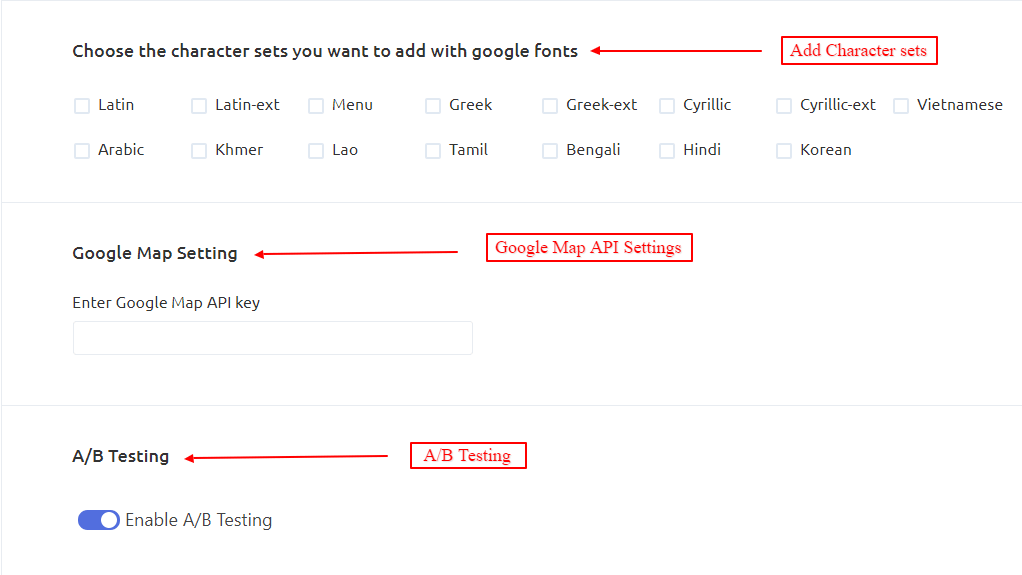 Choose the character sets you want to add with google fonts Add Character sets
Latin Latin-ext Menu Greek Greek-ext Cyrillic Cyrillic-ext Vietnamese
Arabic Khmer Lao Tamil Bengali Hindi Korean
Google Map Setting Google Map API Settings
Enter Google Map API key
A/B Testing A/B Testing
Enable A/B Testing